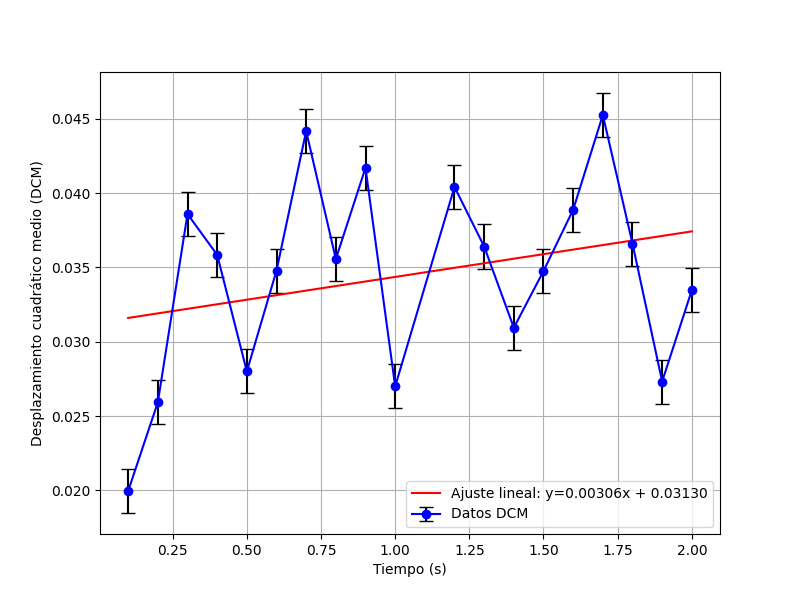 0.045
0.040
0.035
0.030
0.025
0.020
Desplazamiento cuadrático medio (DCM)
Ajuste lineal: y=0.00306x + 0.03130
Datos DCM
0.25 0.50 0.75 1.00 1.25 1.50 1.75 2.00
Tiempo (s)